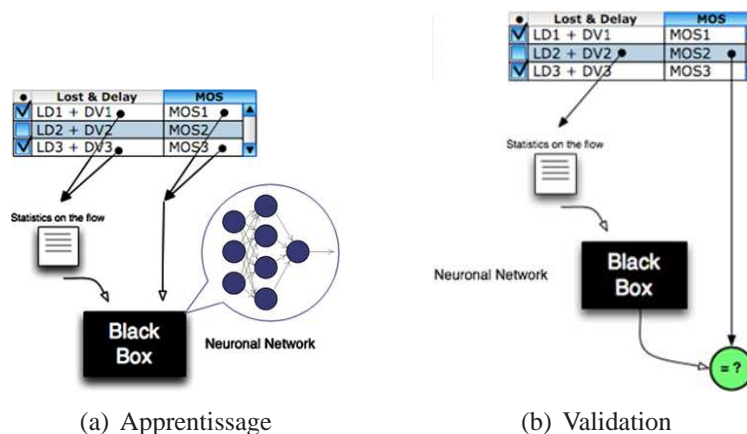 Lost & Delay MOS
LD1 + DV1 MOS1
LD2 + DV2 MOS2
LD3 + DV3 MOS3
Statistics on the flow
Black
Box
Neuronal Network
(a) Apprentissage
Lost & Delay MOS
LD1 + DV1 MOS1
LD2 + DV2 MOS2
LD3 + DV3 MOS3
Statistics on the flow
Neuronal Network
Black
Box
= ?
(b) Validation